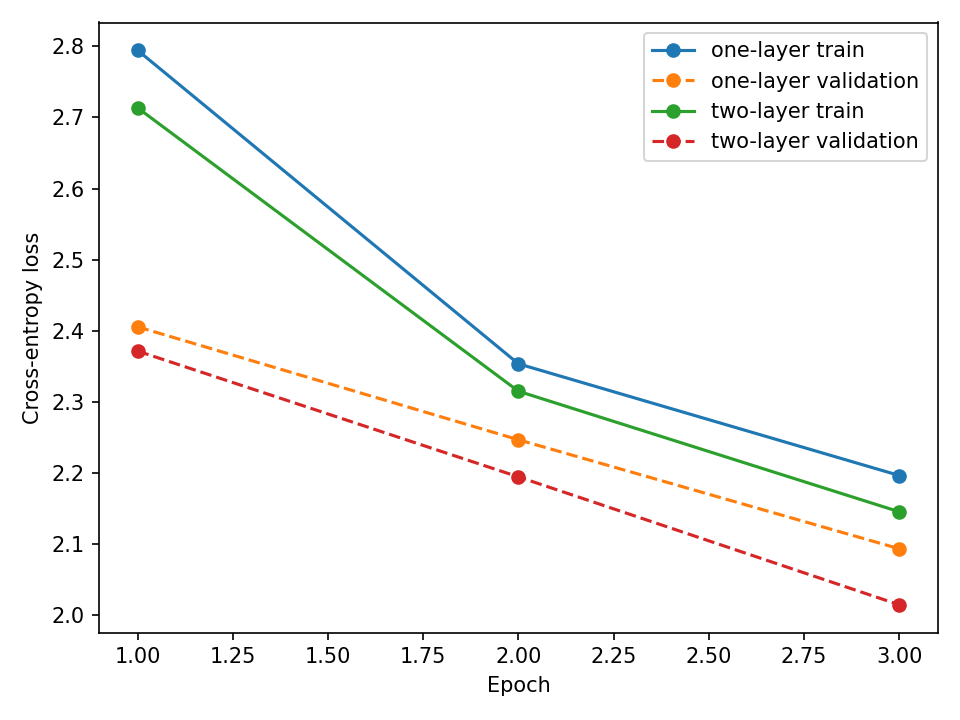 one-layer train
one-layer validation
two-layer train
two-layer validation
Cross-entropy loss
2.8
2.7
2.6
2.5
2.4
2.3
2.2
2.1
2.0
1.00 1.25 1.50 1.75 2.00 2.25 2.50 2.75 3.00
Epoch